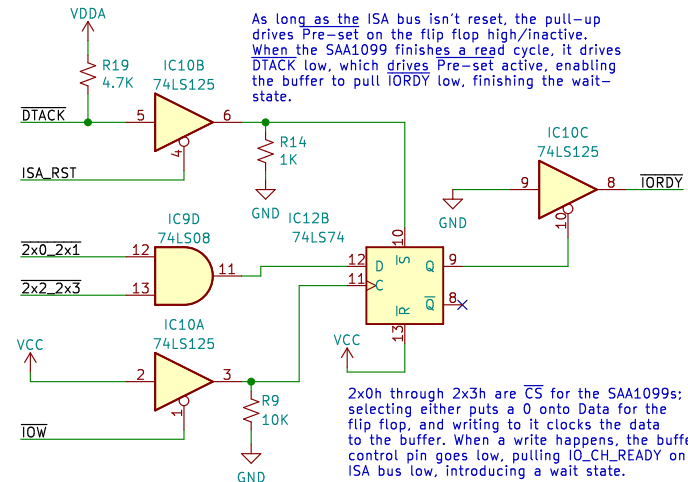 VDDA
As long as the ISA bus isn't reset, the pull-up
drives Pre-set on the flip flop high/inactive.
When the SAA1099 finishes a read cycle, it drives
DTACK low, which drives Pre-set active, enabling
the buffer to pull IORDY low, finishing the wait-
state.
R19
4.7K
IC10B
74LS125
DTACK
5
6
4
ISA_RST
R14
1K
GND
IC10C
74LS125
9
8
IORDY
10
GND
IC9D
74LS08
2x0_2x1
12
11
2x2_2x3
13
IC12B
74LS74
10
S
12
D
Q
9
11
C
Q
8
R
13
VCC
IC10A
74LS125
VCC
2
3
1
IOW
R9
10K
GND
2x0h through 2x3h are CS for the SAA1099s;
selecting either puts a 0 onto Data for the
flip flop, and writing to it clocks the data
to the buffer. When a write happens, the buffe
control pin goes low, pulling IO_CH_READY on
ISA bus low, introducing a wait state.